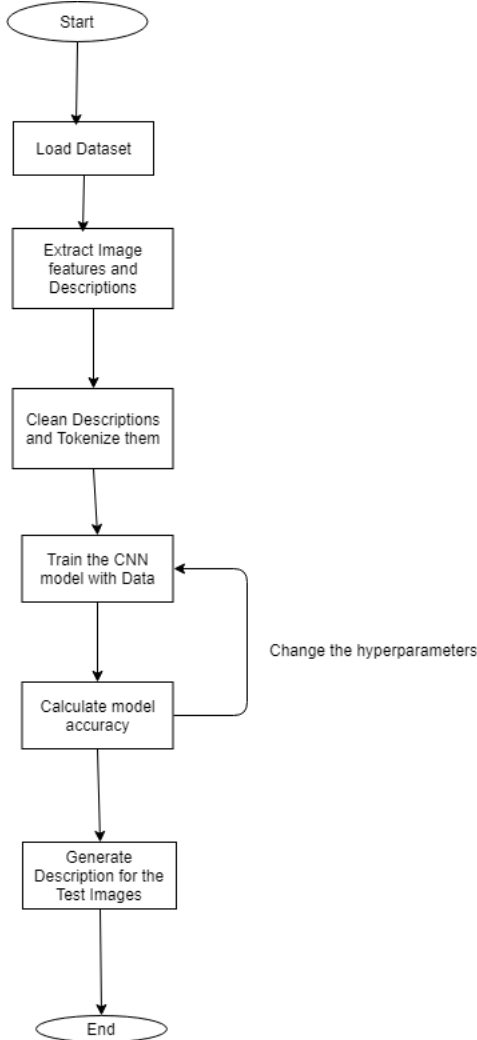 Start
Load Dataset
Extract Image
features and
Descriptions
Clean Descriptions
and Tokenize them
Train the CNN
model with Data
Change the hyperparameters
Calculate model
accuracy
Generate
Description for the
Test Images
End